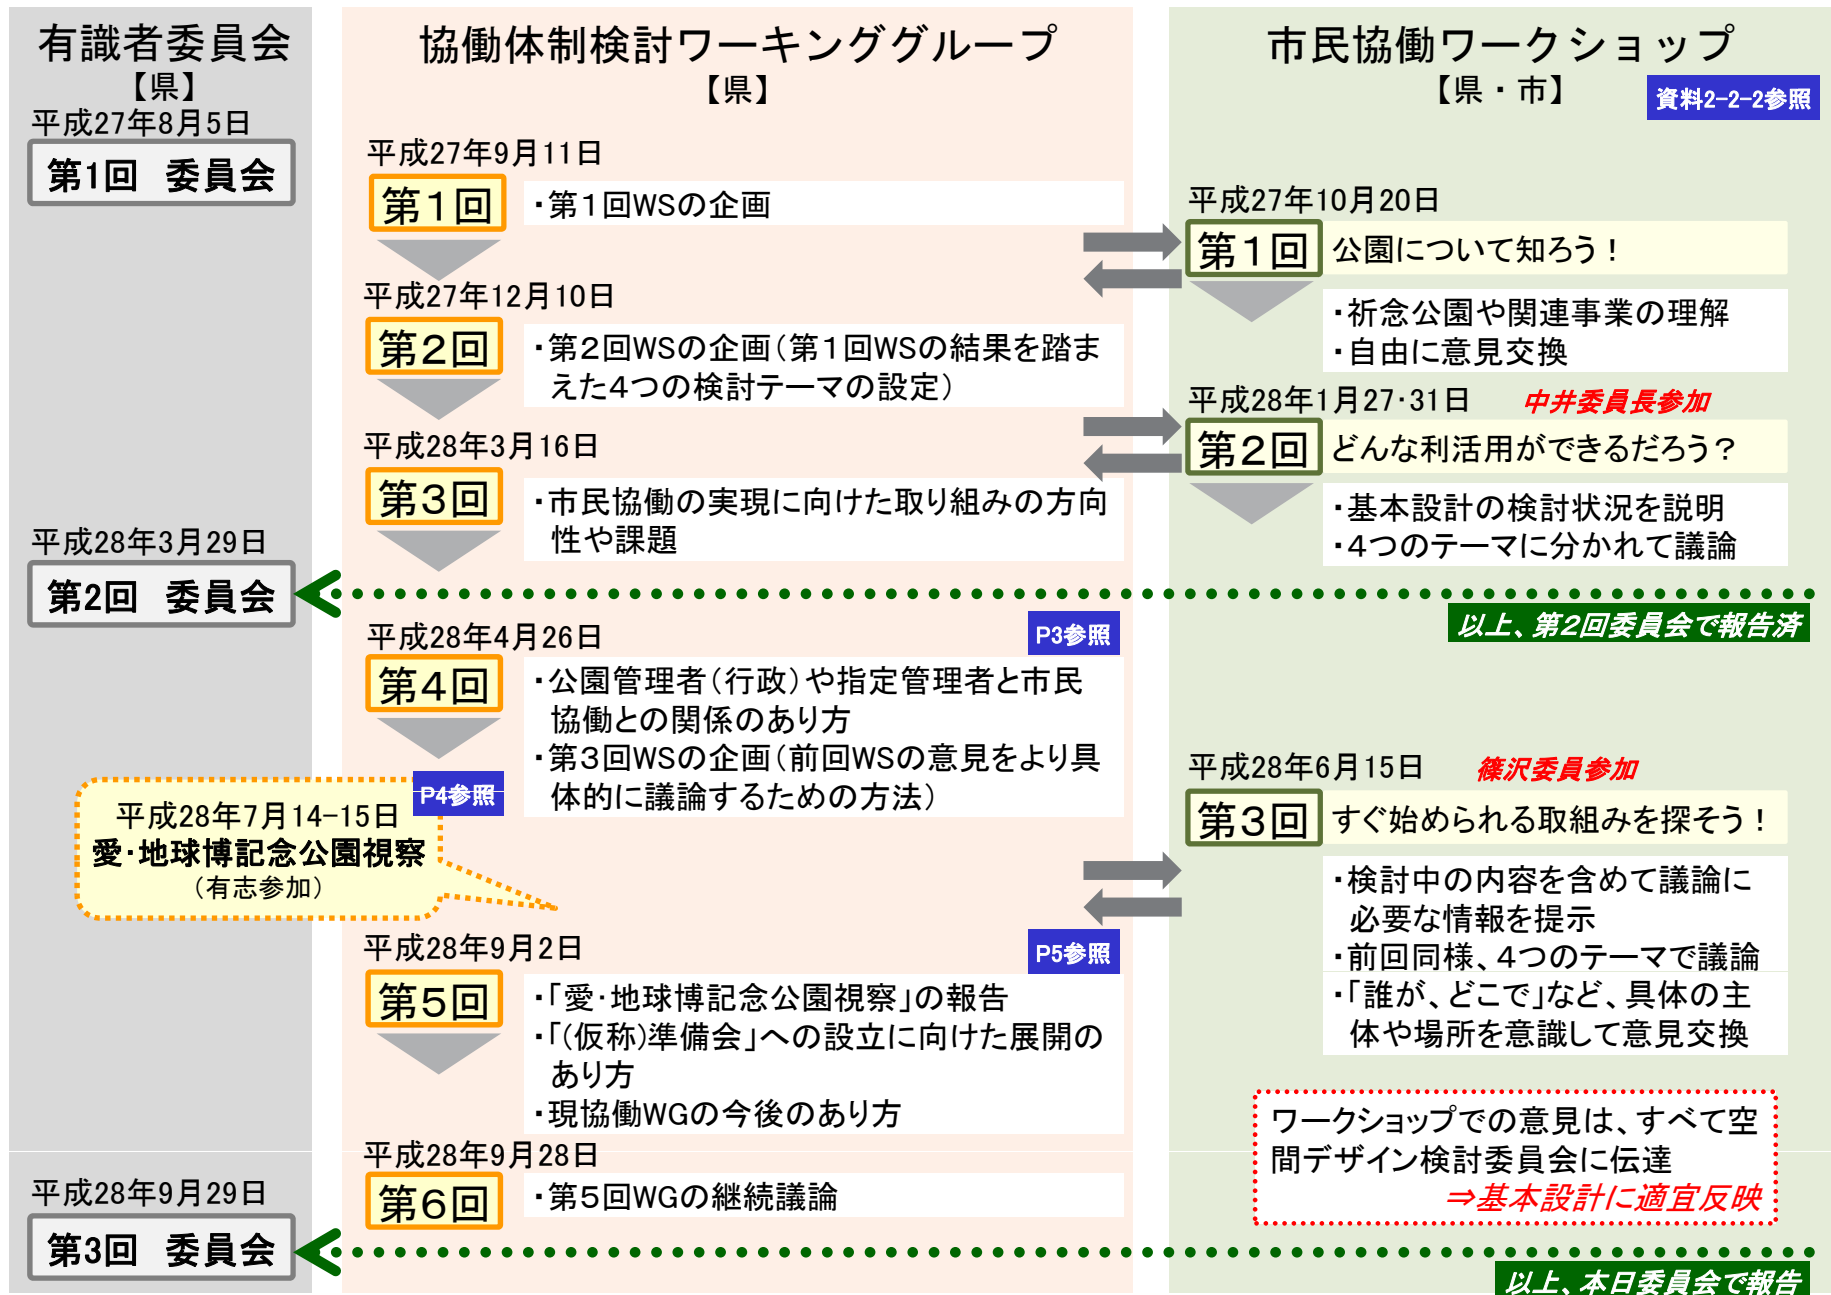 有識者委員会
【県】
平成27年8月5日
第1回　委員会
平成28年3月29日
第2回　委員会
平成28年7月14−15日
愛・地球博記念公園視察
（有志参加）
P4参照
平成28年9月29日
第3回　委員会
協働体制検討ワーキンググループ
【県】
平成27年9月11日
第1回
・第1回WSの企画
平成27年12月10日
第2回
・第2回WSの企画（第1回WSの結果を踏ま
えた4つの検討テーマの設定）
平成28年3月16日
第3回
・市民協働の実現に向けた取り組みの方向
性や課題
平成28年4月26日
P3参照
第4回
・公園管理者（行政）や指定管理者と市民
協働との関係のあり方
・第3回WSの企画（前回WSの意見をより具
体的に議論するための方法）
平成28年9月2日
P5参照
第5回
・「愛・地球博記念公園視察」の報告
・「(仮称)準備会」への設立に向けた展開の
あり方
・現協働WGの今後のあり方
平成28年9月28日
第6回
・第5回WGの継続議論
市民協働ワークショップ
【県・市】
資料2-2-2参照
平成27年10月20日
第1回
公園について知ろう！
・祈念公園や関連事業の理解
・自由に意見交換
平成28年1月27・31日
中井委員長参加
第2回
どんな利活用ができるだろう？
・基本設計の検討状況を説明
・4つのテーマに分かれて議論
以上、第2回委員会で報告済
平成28年6月15日
篠沢委員参加
第3回
すぐ始められる取組みを探そう！
・検討中の内容を含めて議論に
必要な情報を提示
・前回同様、4つのテーマで議論
・「誰が、どこで」など、具体の主
体や場所を意識して意見交換
ワークショップでの意見は、すべて空
間デザイン検討委員会に伝達
⇒基本設計に適宜反映
以上、本日委員会で報告